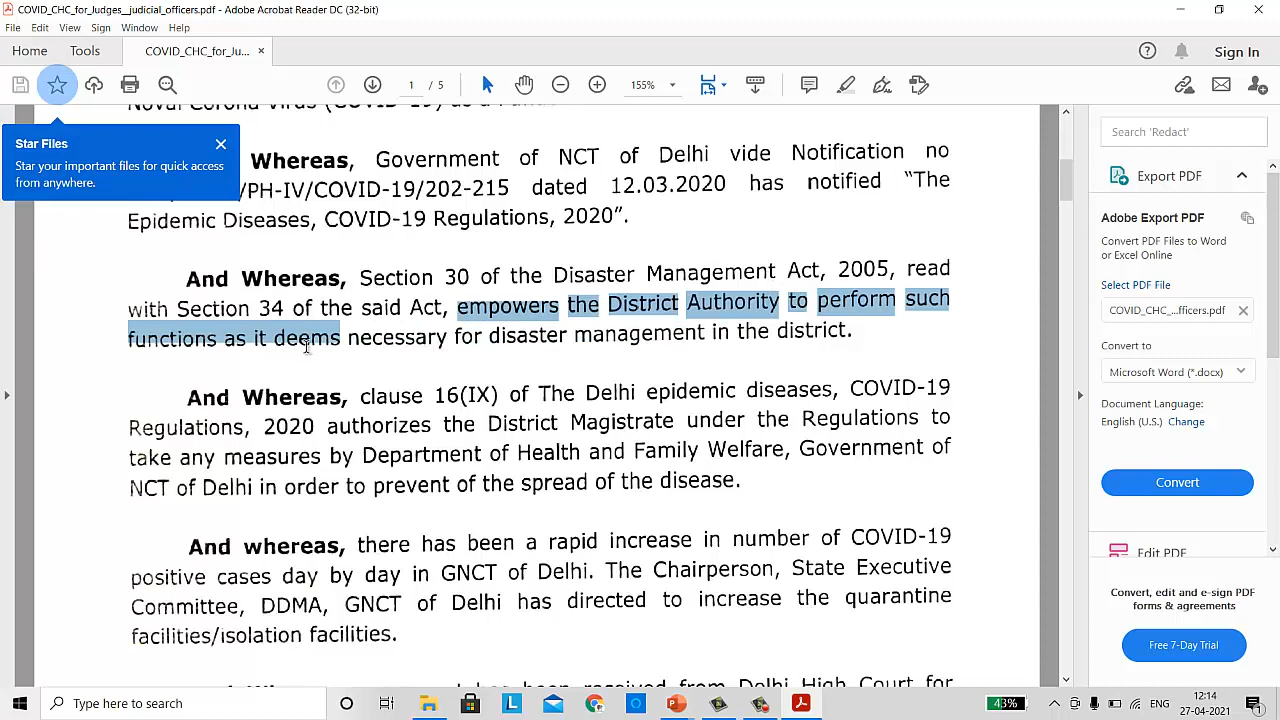 COVID_CHC_for_Judges__judicial_officers.pdf - Adobe Acrobat Reader DC (32-bit)
File Edit View Sign Window Help
Home Tools COVID_CHC_for_Ju... × Sign In
1 / 5 155%
Star Files
Star your important files for quick access
from anywhere.
Whereas, Government of NCT of Delhi vide Notification no
/PH-IV/COVID-19/202-215 dated 12.03.2020 has notified “The
Epidemic Diseases, COVID-19 Regulations, 2020”.
And Whereas, Section 30 of the Disaster Management Act, 2005, read
with Section 34 of the said Act, empowers the District Authority to perform such
functions as it deems necessary for disaster management in the district.
And Whereas, clause 16(IX) of The Delhi epidemic diseases, COVID-19
Regulations, 2020 authorizes the District Magistrate under the Regulations to
take any measures by Department of Health and Family Welfare, Government of
NCT of Delhi in order to prevent of the spread of the disease.
And whereas, there has been a rapid increase in number of COVID-19
positive cases day by day in GNCT of Delhi. The Chairperson, State Executive
Committee, DDMA, GNCT of Delhi has directed to increase the quarantine
facilities/isolation facilities.
been received from Delhi High Court for
Search 'Redact'
Export PDF
Adobe Export PDF
Convert PDF Files to Word
or Excel Online
Select PDF File
COVID_CHC_...fficers.pdf
Convert to
Microsoft Word (*.docx)
Document Language:
English (U.S.) Change
Convert
Edit PDF
Convert, edit and e-sign PDF
forms & agreements
Free 7-Day Trial
Type here to search
43%
12:14
27-04-2021